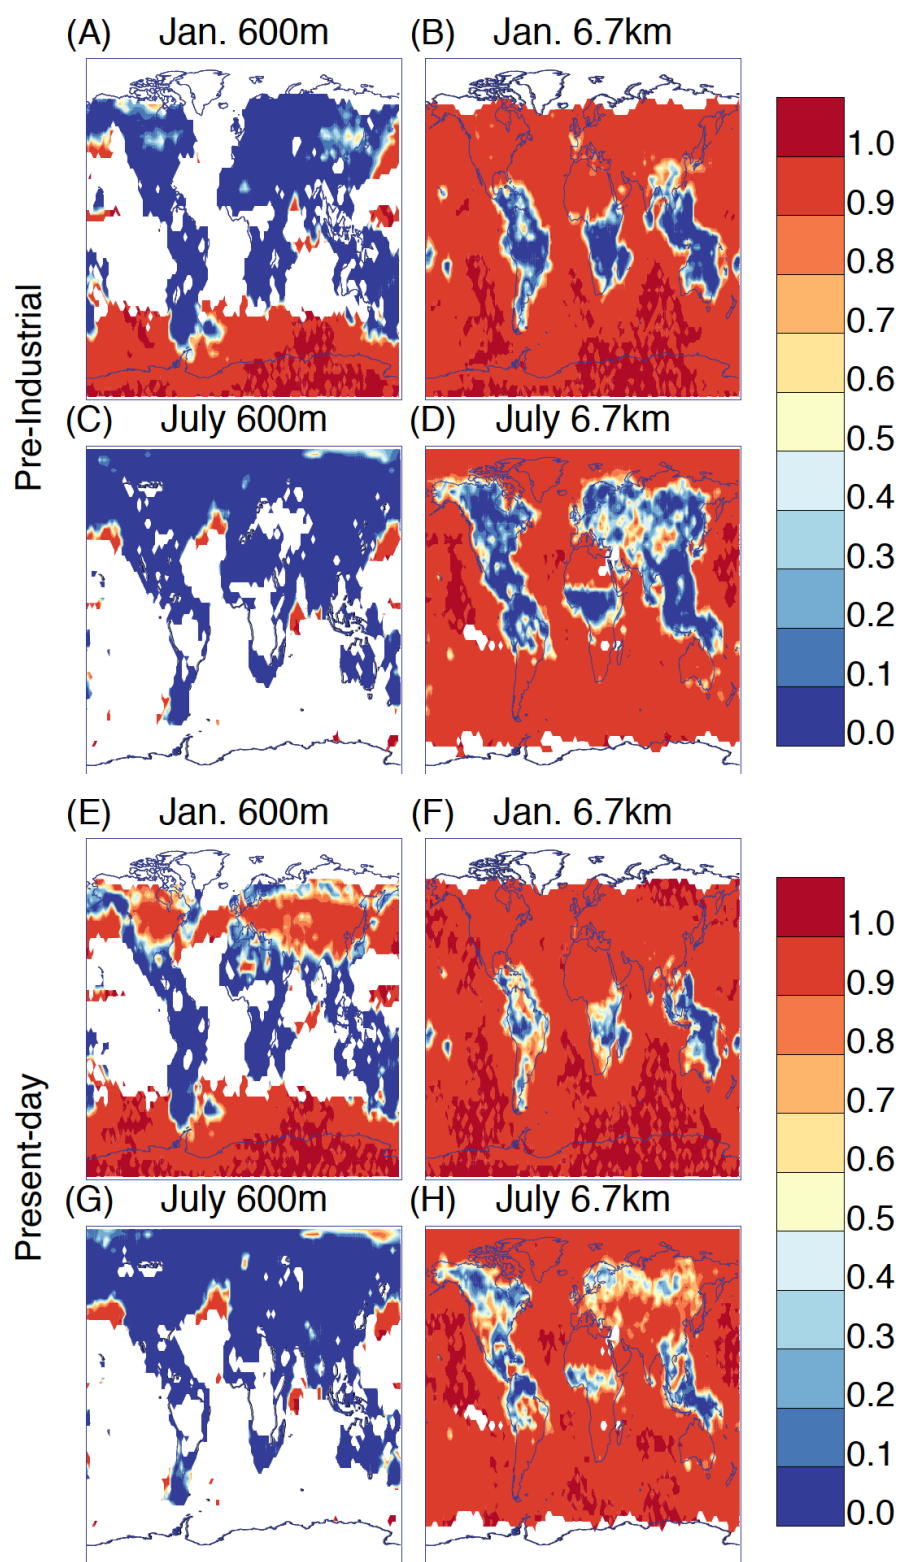 (A) Jan. 600m
(B) Jan. 6.7km
Pre-Industrial
1.0
0.9
0.8
0.7
0.6
0.5
0.4
0.3
0.2
0.1
0.0
(C) July 600m
(D) July 6.7km
(E) Jan. 600m
(F) Jan. 6.7km
Present-day
1.0
0.9
0.8
0.7
0.6
0.5
0.4
0.3
0.2
0.1
0.0
(G) July 600m
(H) July 6.7km